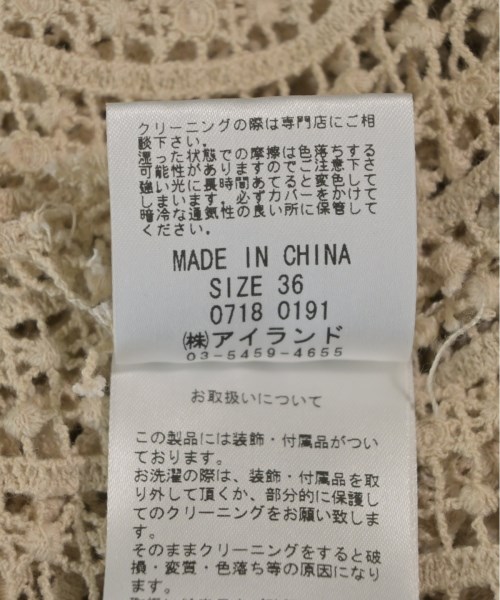 クリーニングの際は専門店にご相
談下さい。
湿った状態での摩擦は色落ちする
可能性がありますのでご注意下さ
強い光に長時間あてると変色して
しまいます。必ずカバーをかけて
暗冷な通気性の良い所に保管して
ください。
MADE IN CHINA
SIZE 36
0718 0191
㈱アイランド
03-5459-4655
お取扱いについて
この製品には装飾・付属品がつい
ております。
お洗濯の際は、装飾・付属品を取
り外して頂くか、部分的に保護し
てのクリーニングをお願い致しま
す。
そのままクリーニングをすると破
損・変質・色落ち等の原因になり
ます。